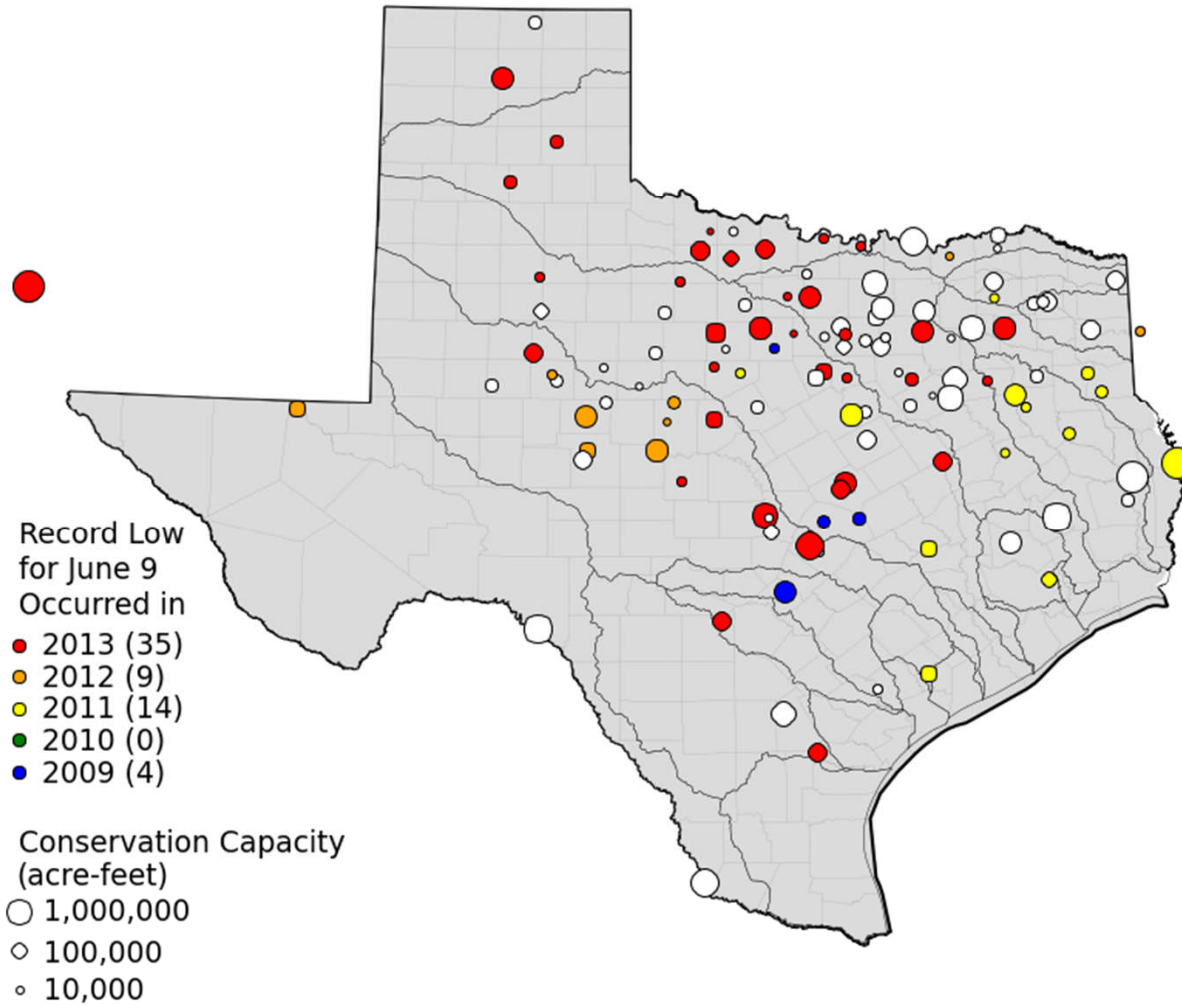 Record Low
for June 9
Occurred in
2013 (35)
2012 (9)
2011 (14)
2010 (0)
2009 (4)
Conservation Capacity
(acre-feet)
1,000,000
100,000
10,000